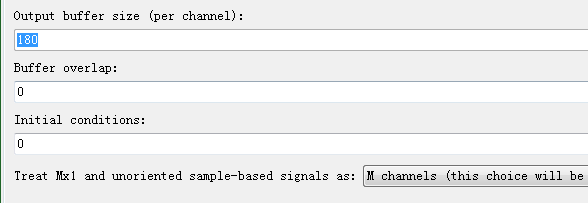 Output buffer size (per channel):
180
Buffer overlap:
0
Initial conditions:
0
Treat Mx1 and unoriented sample-based signals as: M channels (this choice will be